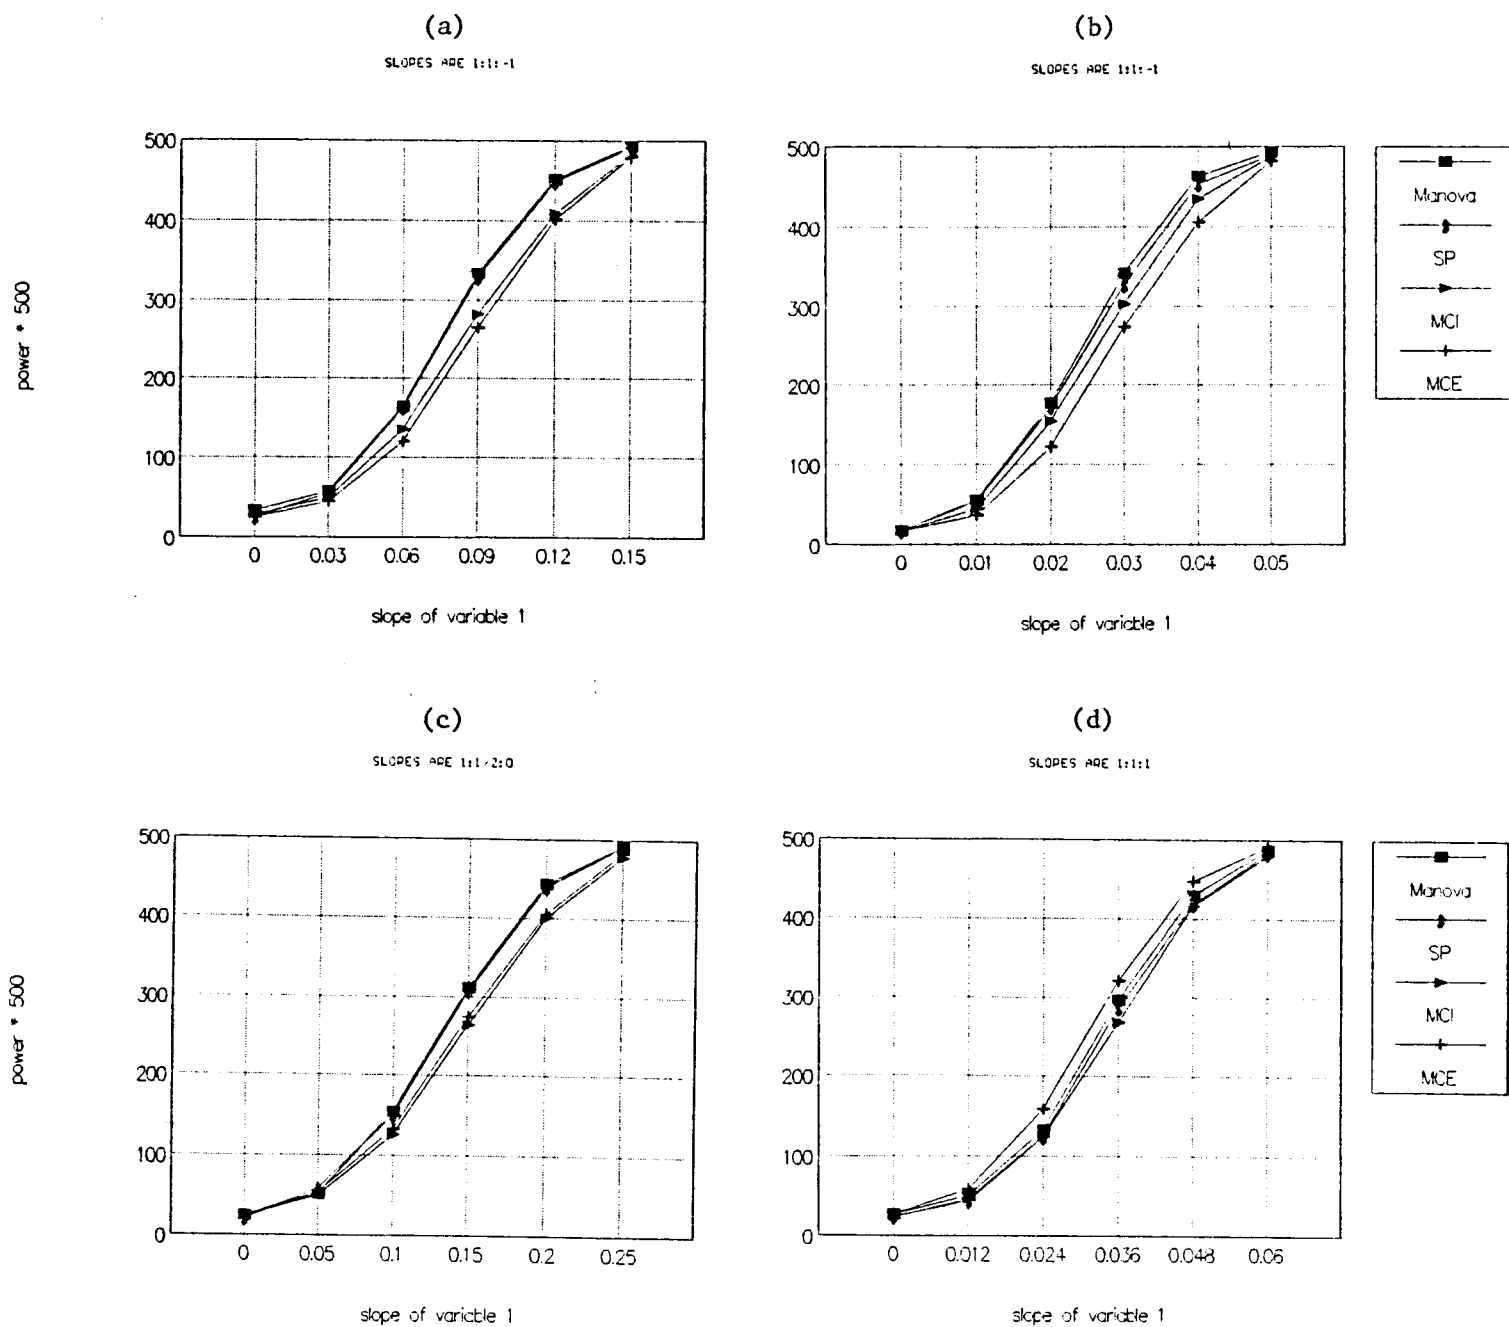 (a)
SLOPES ARE 1:1:-1
500
400
300
200
100
0
0 0.03 0.06 0.09 0.12 0.15
power * 500
slope of variable 1
(b)
SLOPES ARE 1:1:-1
500
400
300
200
100
0
0 0.01 0.02 0.03 0.04 0.05
slope of variable 1
Manova
SP
MCI
MCE
(c)
SLOPES ARE 1:1/2:0
500
400
300
200
100
0
0 0.05 0.1 0.15 0.2 0.25
power * 500
slope of variable 1
(d)
SLOPES ARE 1:1:1
500
400
300
200
100
0
0 0.012 0.024 0.036 0.048 0.06
slope of variable 1
Manova
SP
MCI
MCE